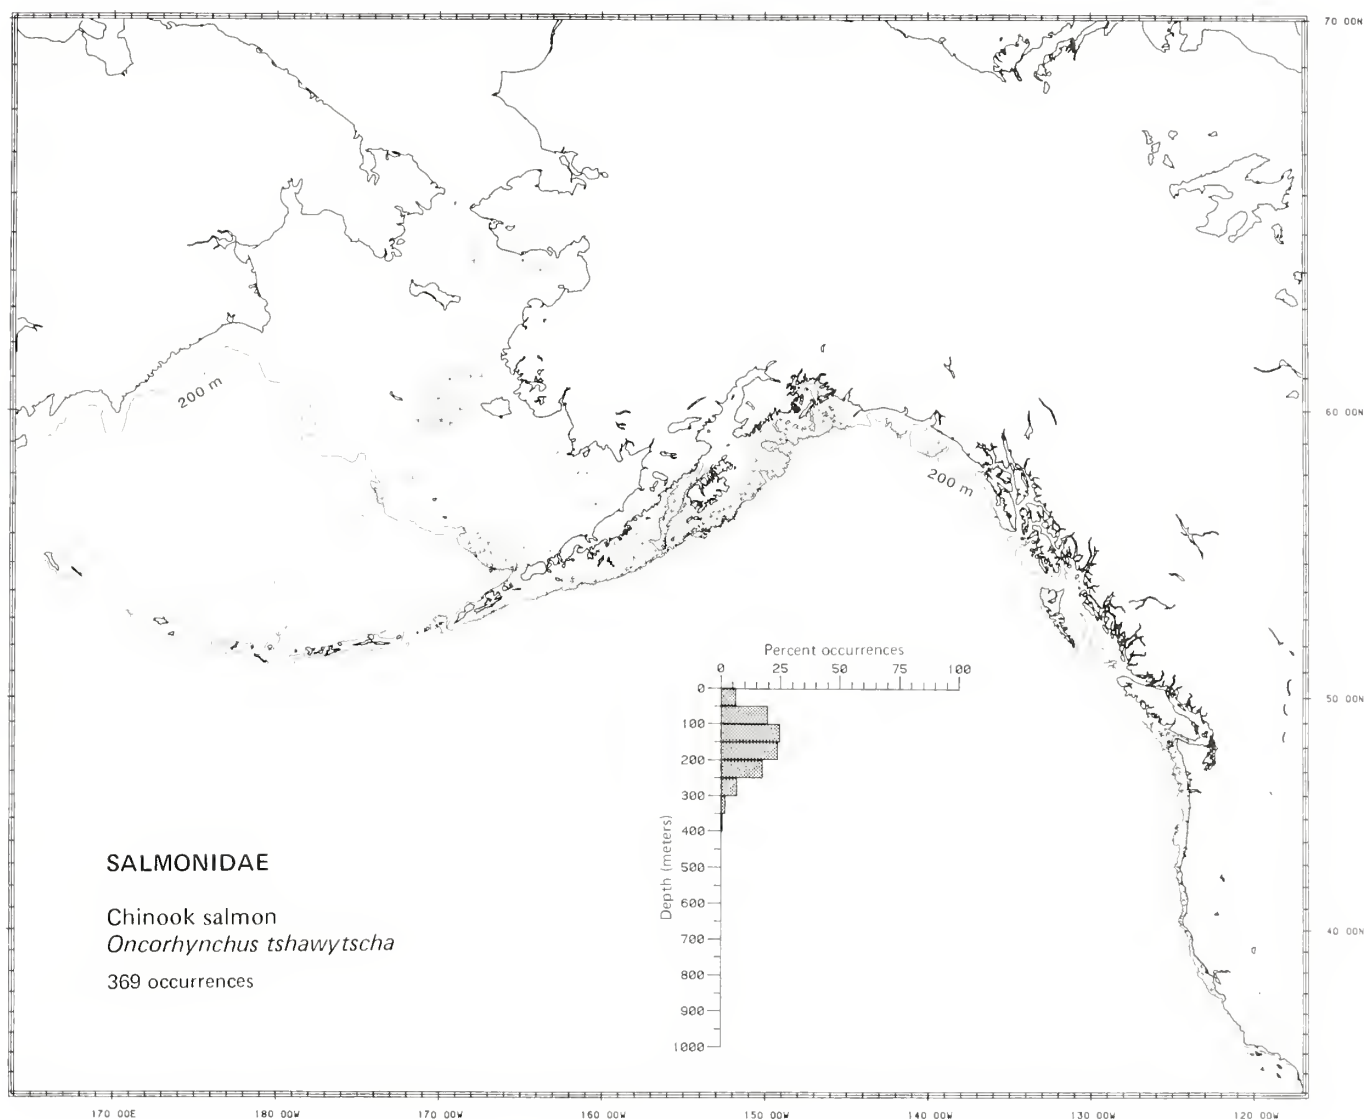 70 00N
200 m
60 00N
200 m
Percent occurrences
0 25 50 75 100
0
50 00N
100
200
300
400
Depth (meters)
500
600
700
800
900
1000
SALMONIDAE
Chinook salmon
Oncorhynchus tshawytscha
369 occurrences
40 00N
170 00E 180 00W 170 00W 160 00W 150 00W 140 00W 130 00W 120 00W